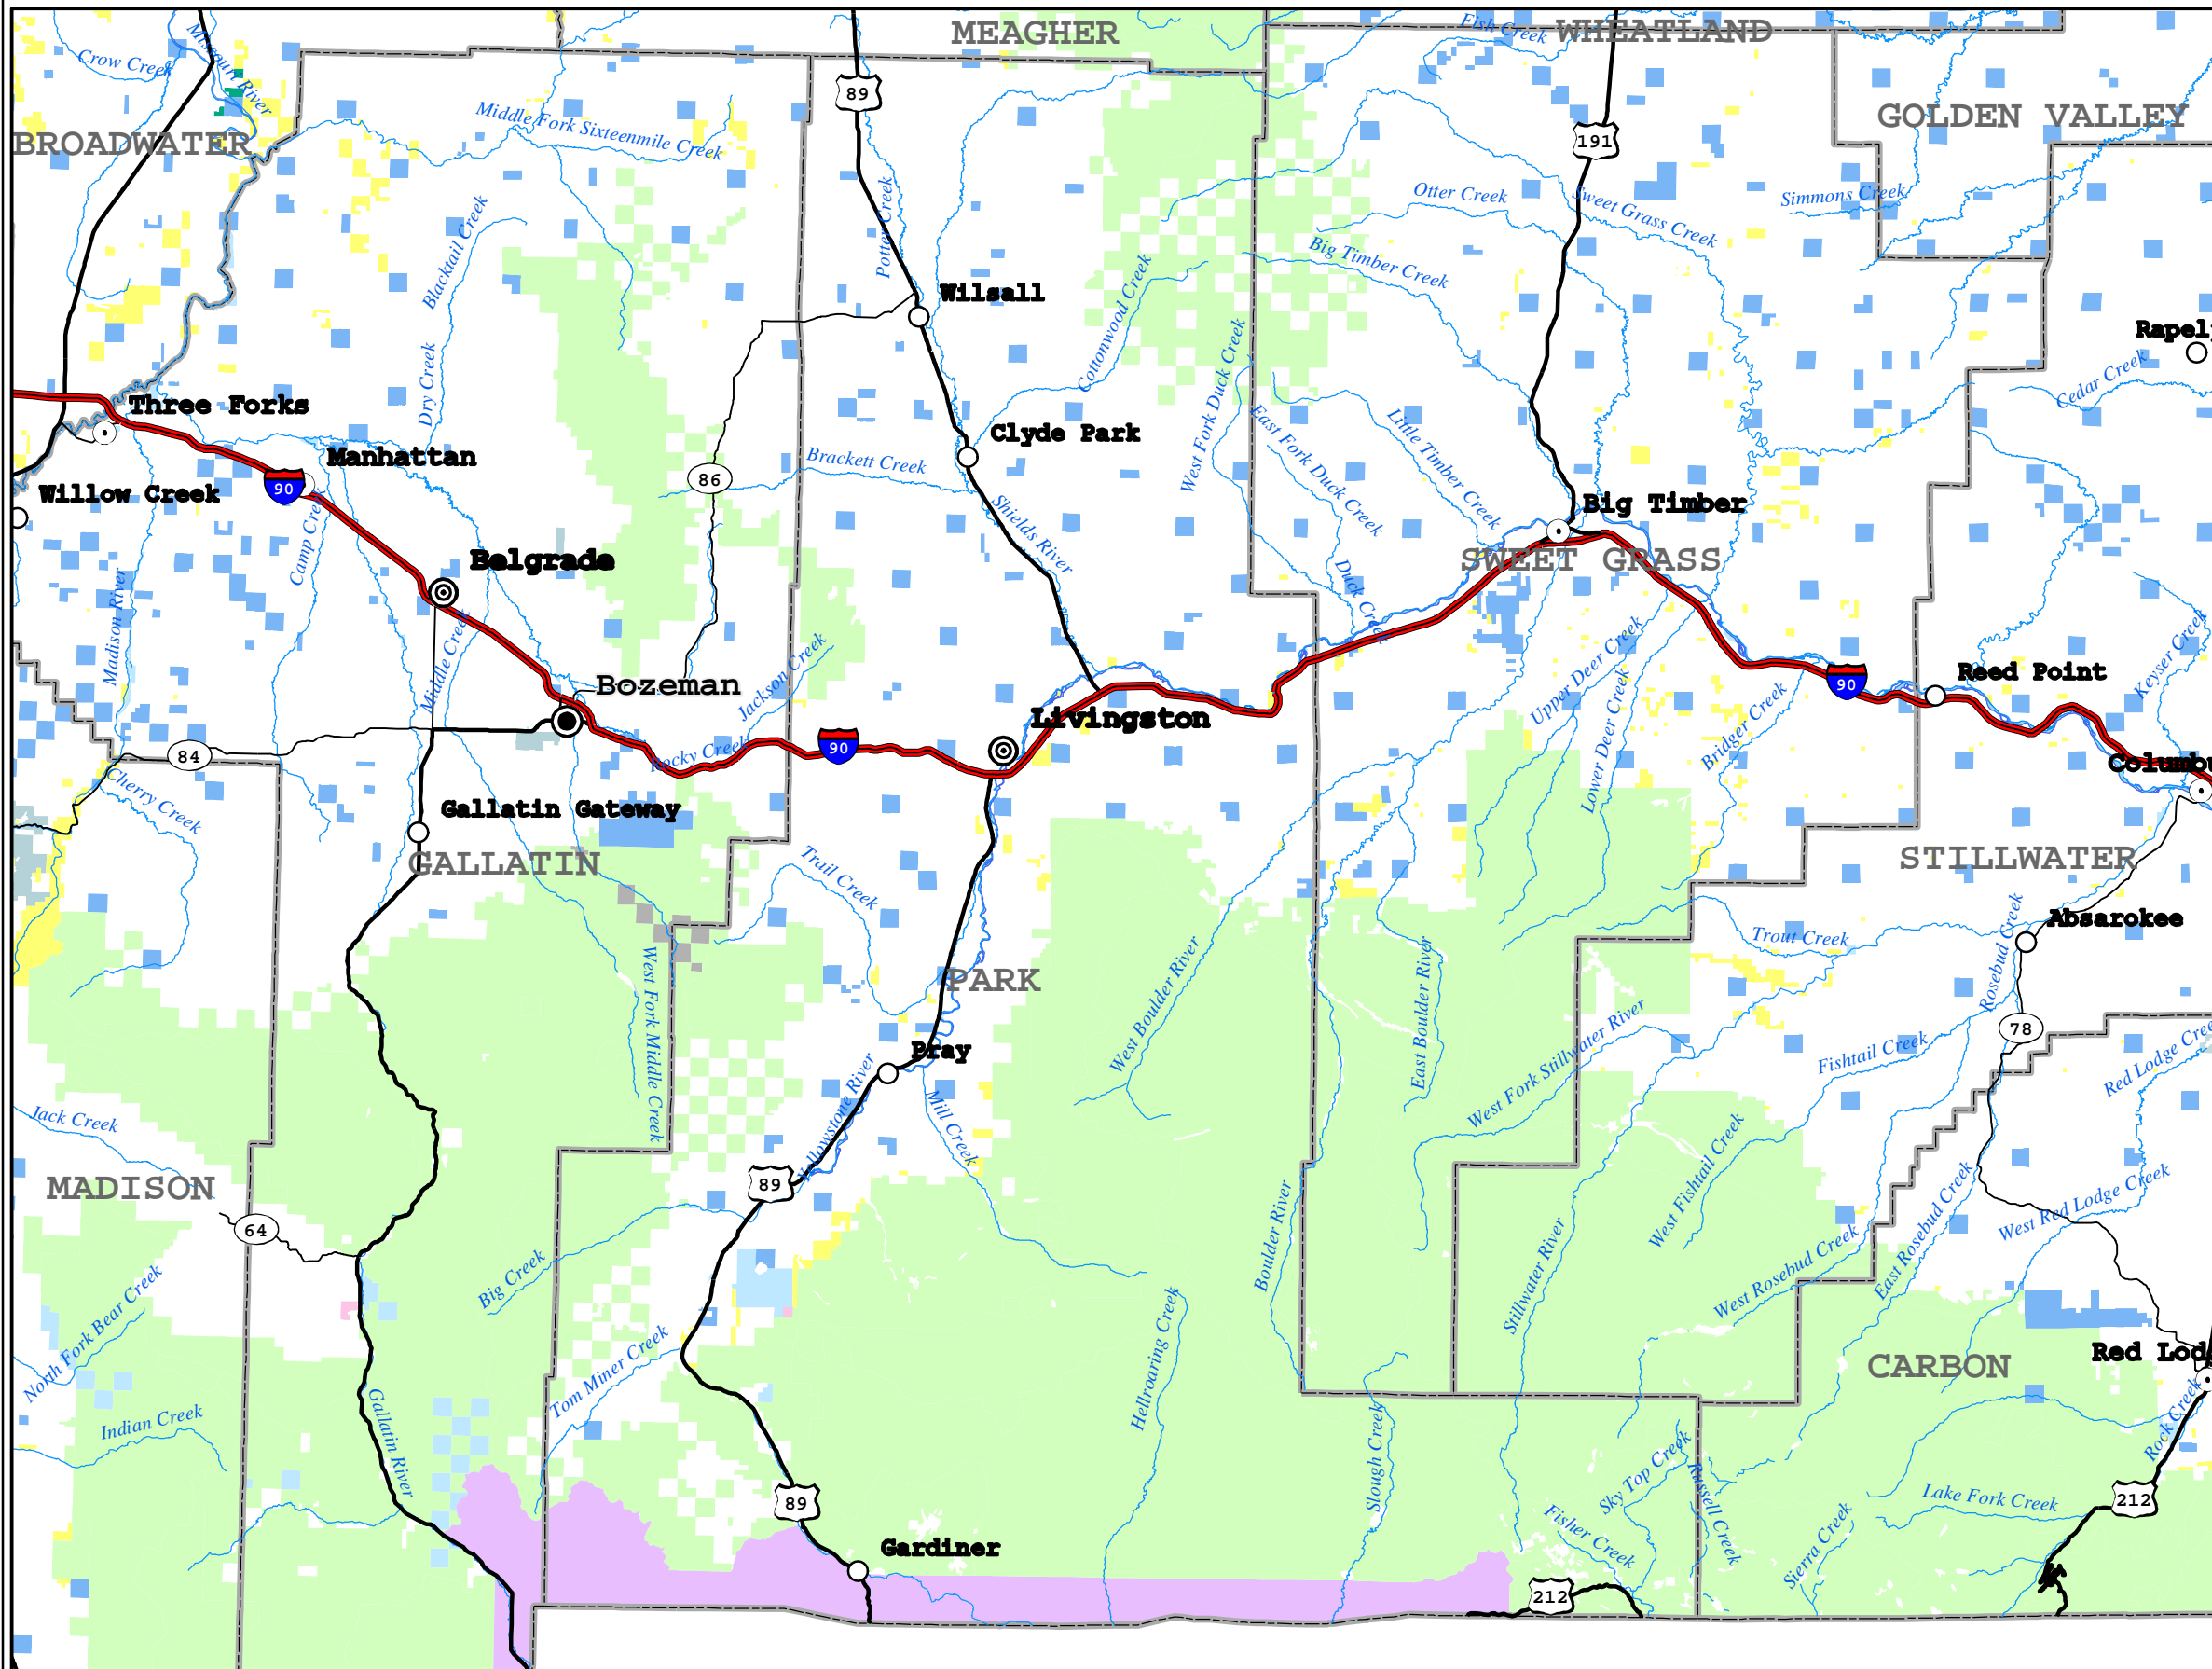 MEAGHER
WHEATLAND
Fish Creek
Crow Creek
Missouri River
89
GOLDEN VALLEY
BROADWATER
Middle Fork Sixteenmile Creek
191
Potter Creek
Otter Creek
Sweet Grass Creek
Simmons Creek
Blacktail Creek
Big Timber Creek
Wilsall
Cottonwood Creek
West Fork Duck Creek
Dry Creek
Cedar Creek
Three Forks
Clyde Park
East Fork Duck Creek
Little Timber Creek
Manhattan
Brackett Creek
86
90
Willow Creek
Camp Creek
Shields River
Big Timber
SWEET GRASS
Belgrade
Duck Creek
Madison River
Middle Creek
Jackson Creek
Upper Deer Creek
Lower Deer Creek
Keyser Creek
Bozeman
Reed Point
90
Livingston
Bridger Creek
Rocky Creek
90
84
Cherry Creek
Gallatin Gateway
GALLATIN
Trail Creek
STILLWATER
Absarokee
Rosebud Creek
Trout Creek
West Fork Middle Creek
PARK
West Boulder River
East Boulder River
West Fork Stillwater River
78
Pray
Fishtail Creek
Yellowstone River
Mill Creek
Jack Creek
West Fishtail Creek
MADISON
89
64
Boulder River
East Rosebud Creek
West Red Lodge Creek
Big Creek
Stillwater River
West Rosebud Creek
North Fork Bear Creek
Tom Miner Creek
Hellroaring Creek
CARBON
Indian Creek
Gallatin River
Slough Creek
Sky Top Creek
Russell Creek
Rock Creek
89
Lake Fork Creek
212
Fisher Creek
Sierra Creek
Gardiner
212